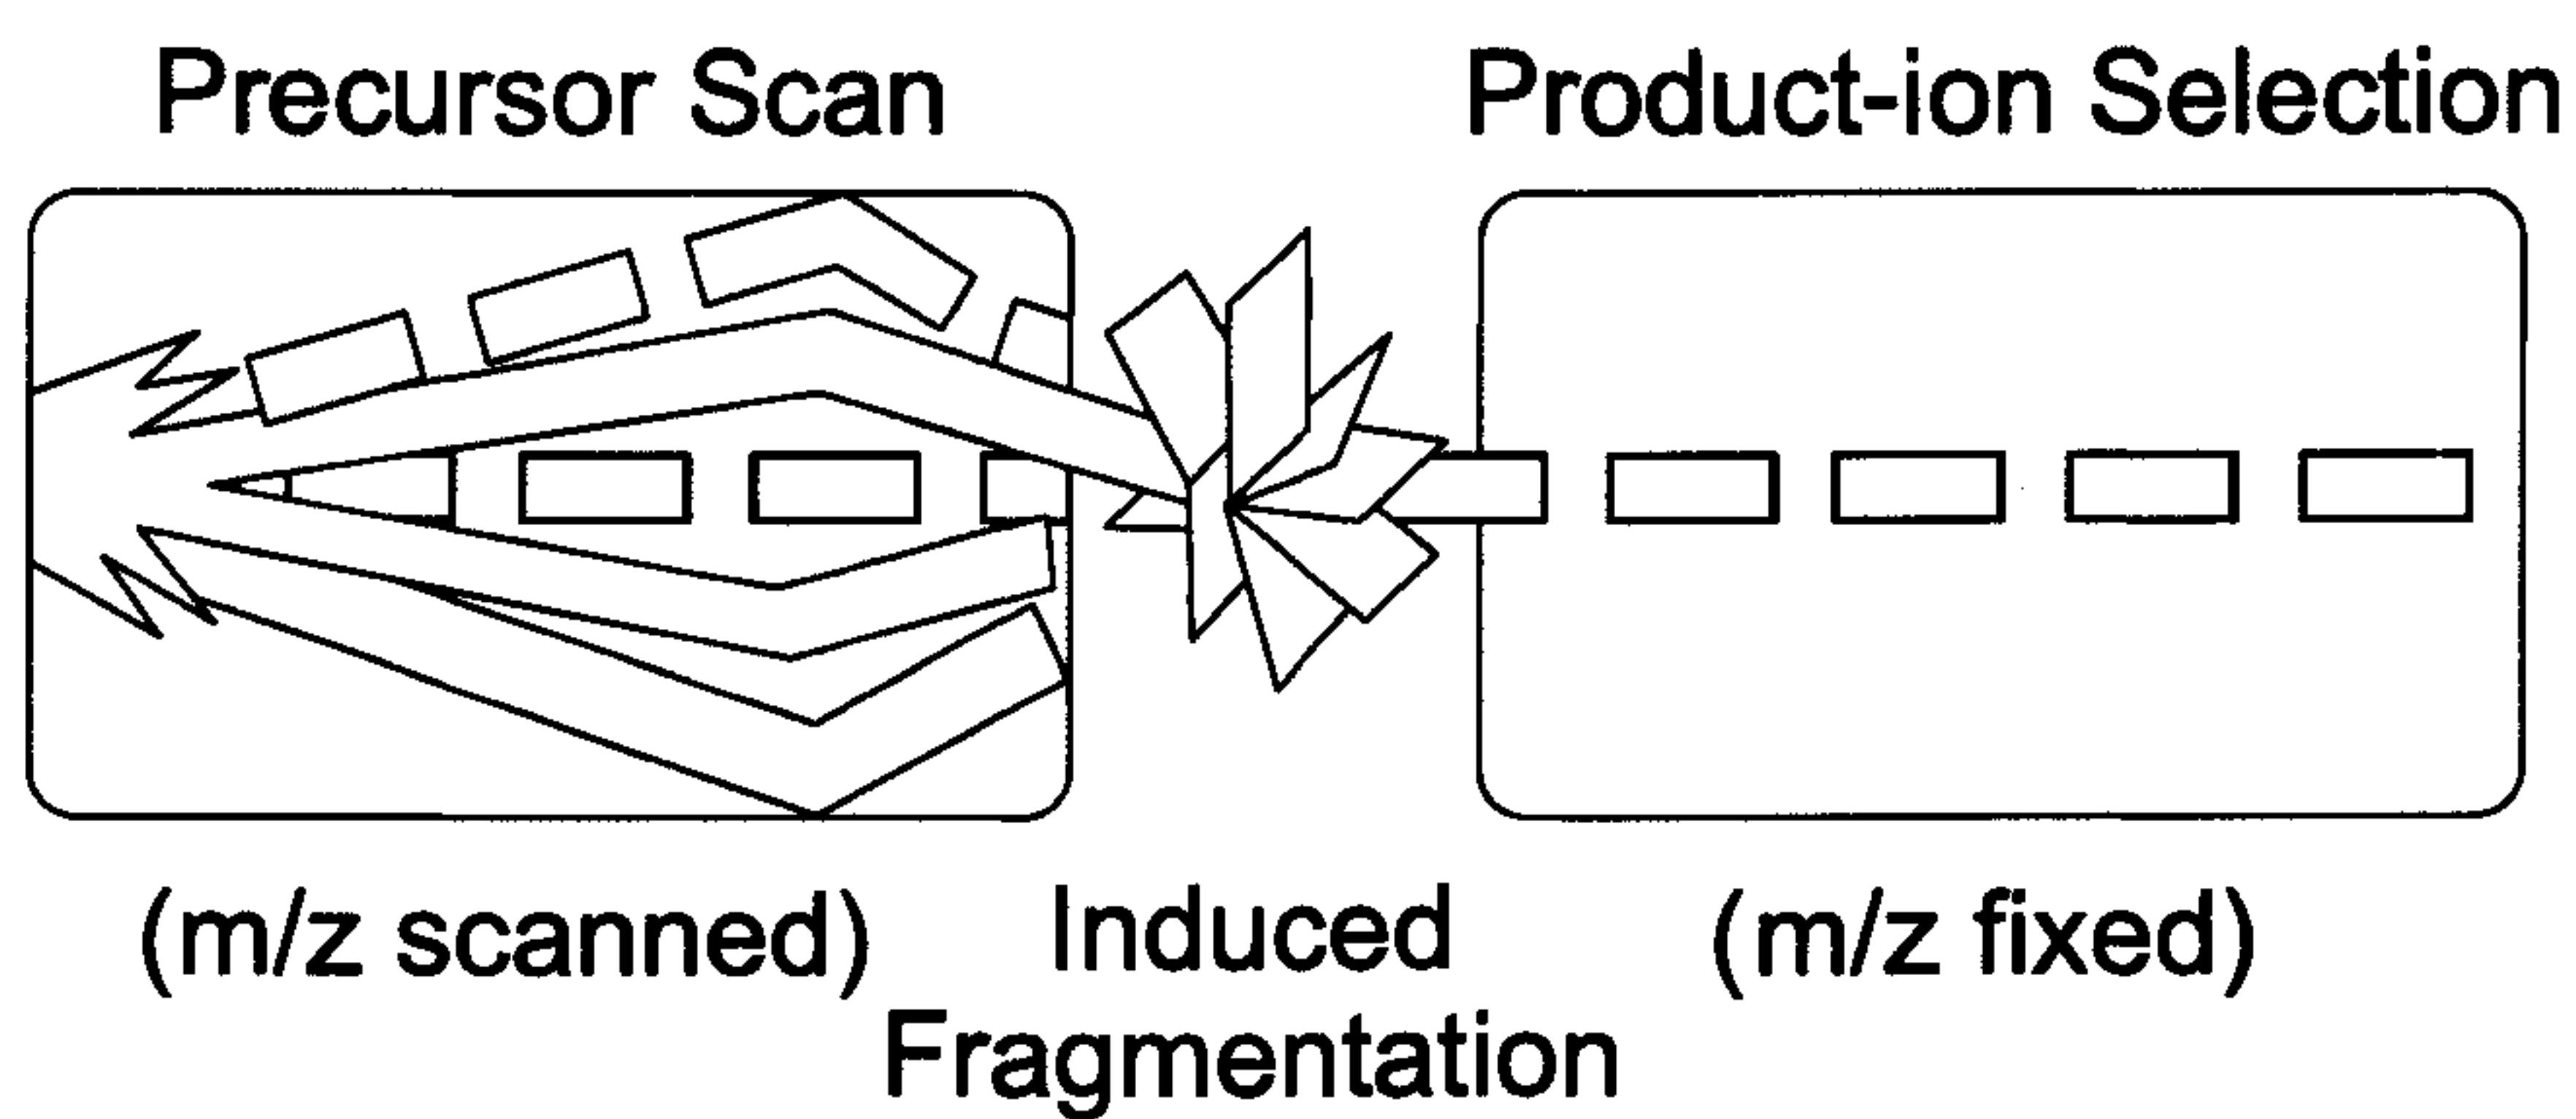 Precursor Scan
Product-ion Selection
(m/z scanned)
Induced
Fragmentation
(m/z fixed)